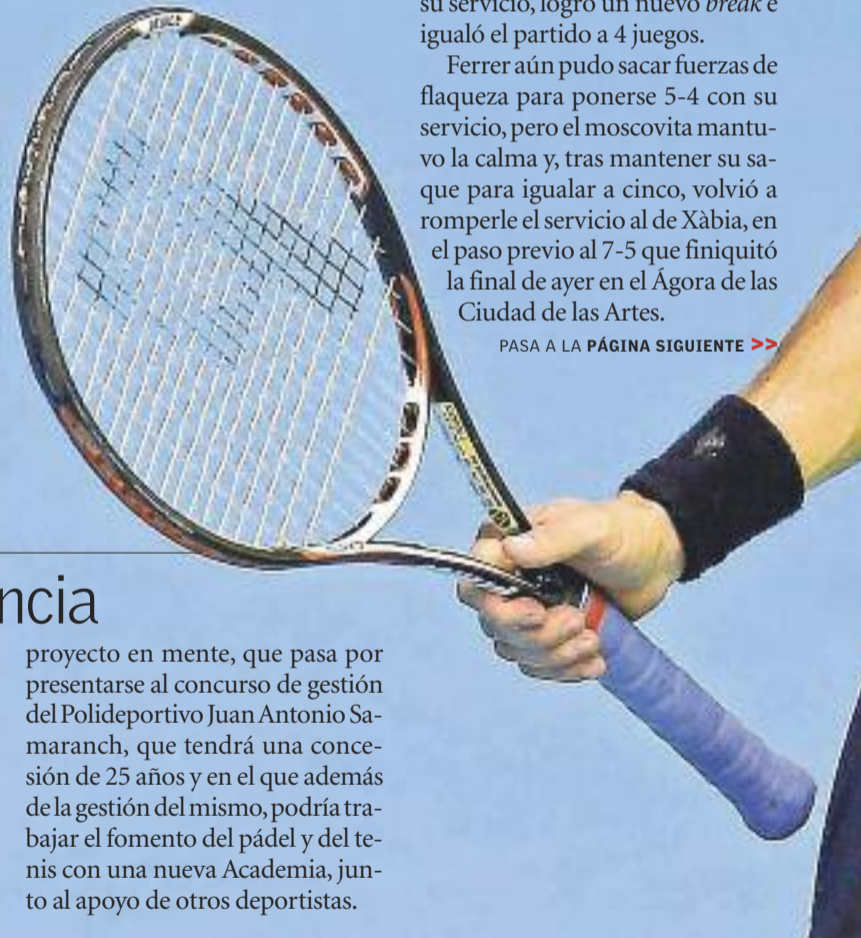 su servicio, logró un nuevo break e
igualó el partido a 4 juegos.
Ferrer aún pudo sacar fuerzas de
flaqueza para ponerse 5-4 con su
servicio, pero el moscovita mantu-
vo la calma y, tras mantener su sa-
que para igualar a cinco, volvió a
romperle el servicio al de Xàbia, en
el paso previo al 7-5 que finiquitó
la final de ayer en el Ágora de las
Ciudad de las Artes.
PASA A LA PÁGINA SIGUIENTE >>
ncia
proyecto en mente, que pasa por
presentarse al concurso de gestión
del Polideportivo Juan Antonio Sa-
maranch, que tendrá una conce-
sión de 25 años y en el que además
de la gestión del mismo, podría tra-
bajar el fomento del pádel y del te-
nis con una nueva Academia, jun-
to al apoyo de otros deportistas.